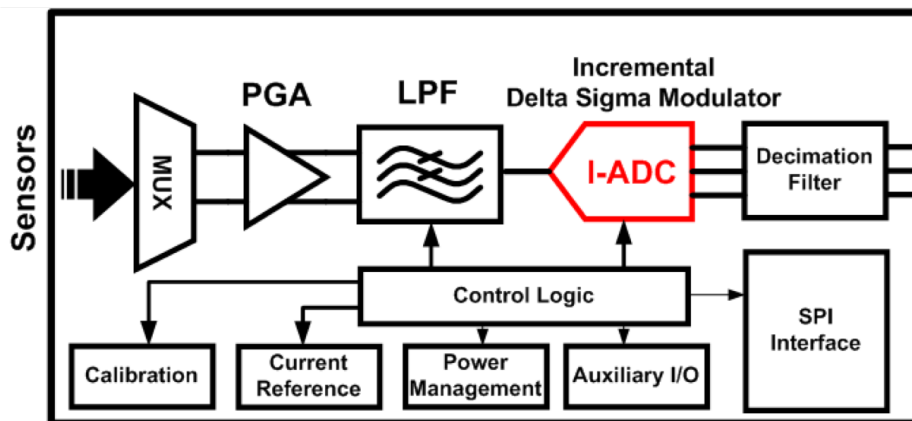 Incremental
Delta Sigma Modulator
PGA
LPF
Sensors
MUX
I-ADC
Decimation
Filter
Control Logic
SPI
Interface
Calibration
Current
Reference
Power
Management
Auxiliary I/O